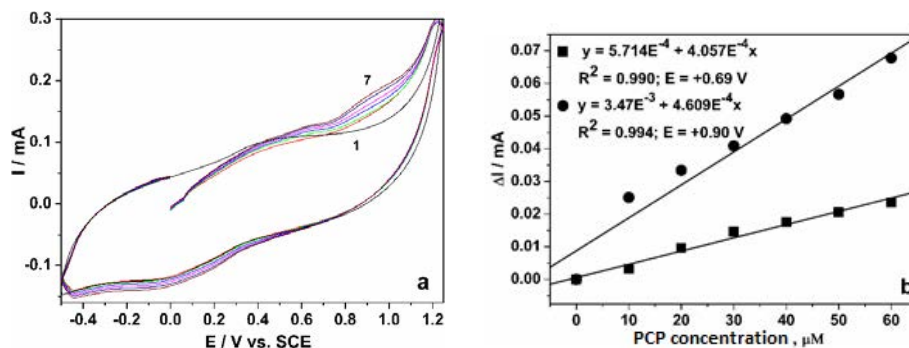 0.3
0.2
0.1
0.0
-0.1
I / mA
7
1
a
-0.4 -0.2 0.0 0.2 0.4 0.6 0.8 1.0 1.2
E / V vs. SCE
0.07
0.06
0.05
0.04
0.03
0.02
0.01
0.00
ΔI / mA
y = 5.714E⁻⁴ + 4.057E⁻⁴x
R² = 0.990; E = +0.69 V
y = 3.47E⁻³ + 4.609E⁻⁴x
R² = 0.994; E = +0.90 V
b
0 10 20 30 40 50 60
PCP concentration , µM